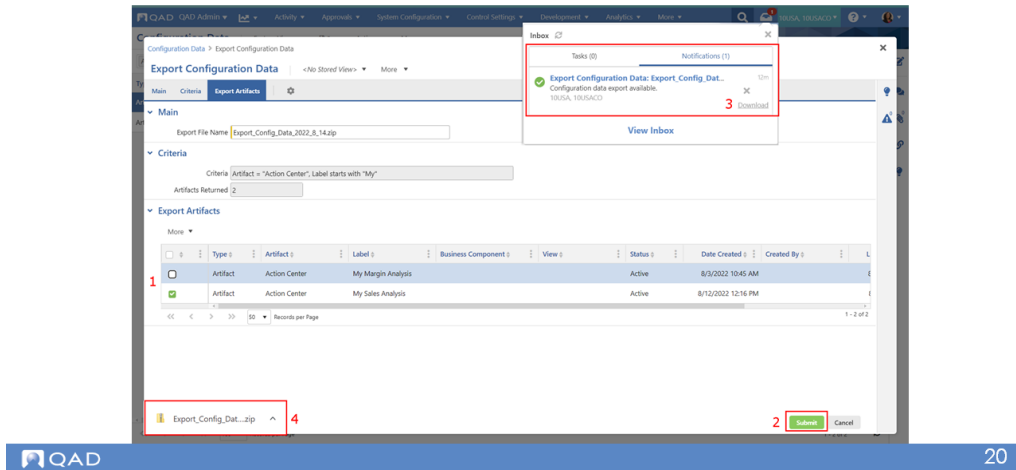 QAD QAD Admin Activity Approvals System Configuration Control Settings Development Analytics More 10USA, 10USACO
Configuration Data
Configuration Data > Export Configuration Data
Export Configuration Data <No Stored View> More
Main Criteria Export Artifacts
Inbox
Tasks (0) Notifications (1)
Export Configuration Data: Export_Config_Dat... 12m
Configuration data export available.
10USA, 10USACO
3 Download
View Inbox
Main
Export File Name Export_Config_Data_2022_8_14.zip
Criteria
Criteria Artifact = "Action Center", Label starts with "My"
Artifacts Returned 2
Export Artifacts
More
Type Artifact Label Business Component View Status Date Created Created By L
1
Artifact Action Center My Margin Analysis Active 8/3/2022 10:45 AM
Artifact Action Center My Sales Analysis Active 8/12/2022 12:16 PM
50 Records per Page 1 - 2 of 2
Export_Config_Dat....zip 4
2 Submit Cancel
QAD 20